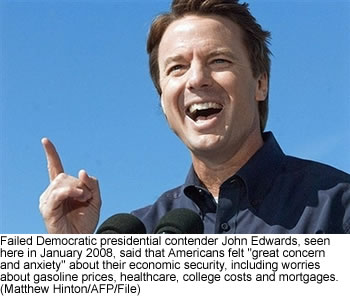 Failed Democratic presidential contender John Edwards, seen
here in January 2008, said that Americans felt "great concern
and anxiety" about their economic security, including worries
about gasoline prices, healthcare, college costs and mortgages.
(Matthew Hinton/AFP/File)